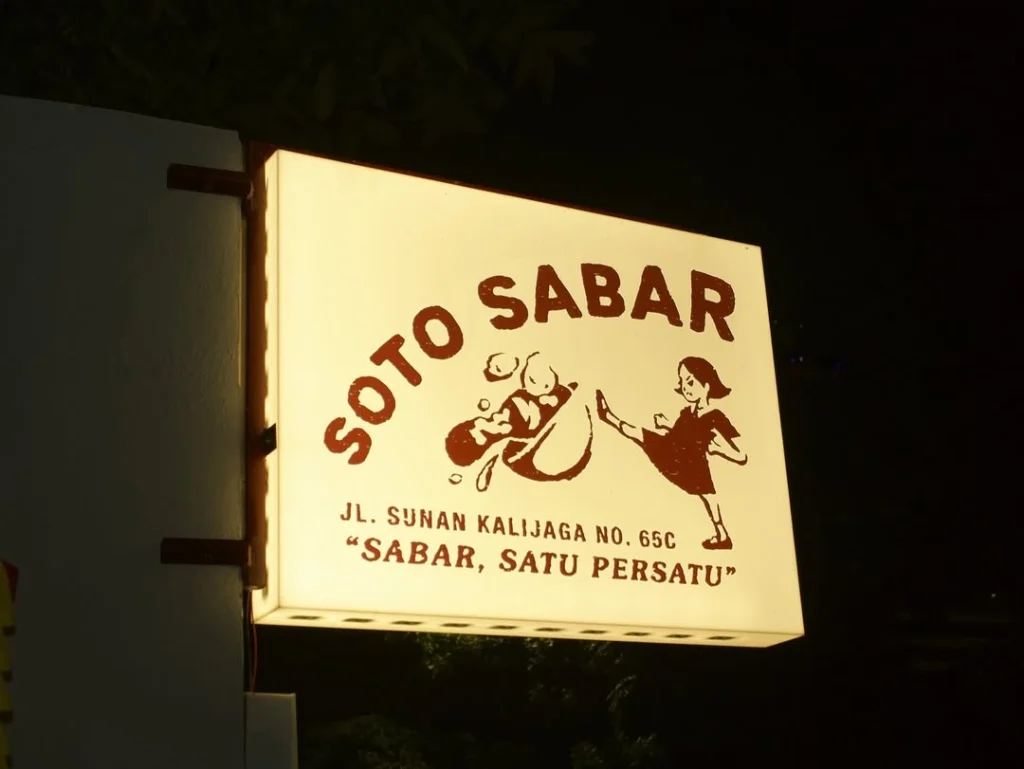 SOTO SABAR
JL. SUNAN KALIJAGA NO. 65C
“SABAR, SATU PERSATU”